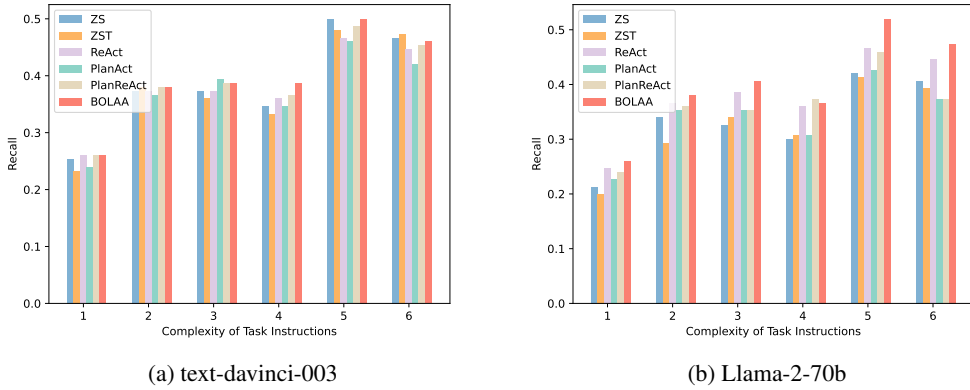 ZS
ZST
ReAct
PlanAct
PlanReAct
BOLAA
Recall
0.5
0.4
0.3
0.2
0.1
0.0
1 2 3 4 5 6
Complexity of Task Instructions
(a) text-davinci-003
ZS
ZST
ReAct
PlanAct
PlanReAct
BOLAA
Recall
0.5
0.4
0.3
0.2
0.1
0.0
1 2 3 4 5 6
Complexity of Task Instructions
(b) Llama-2-70b